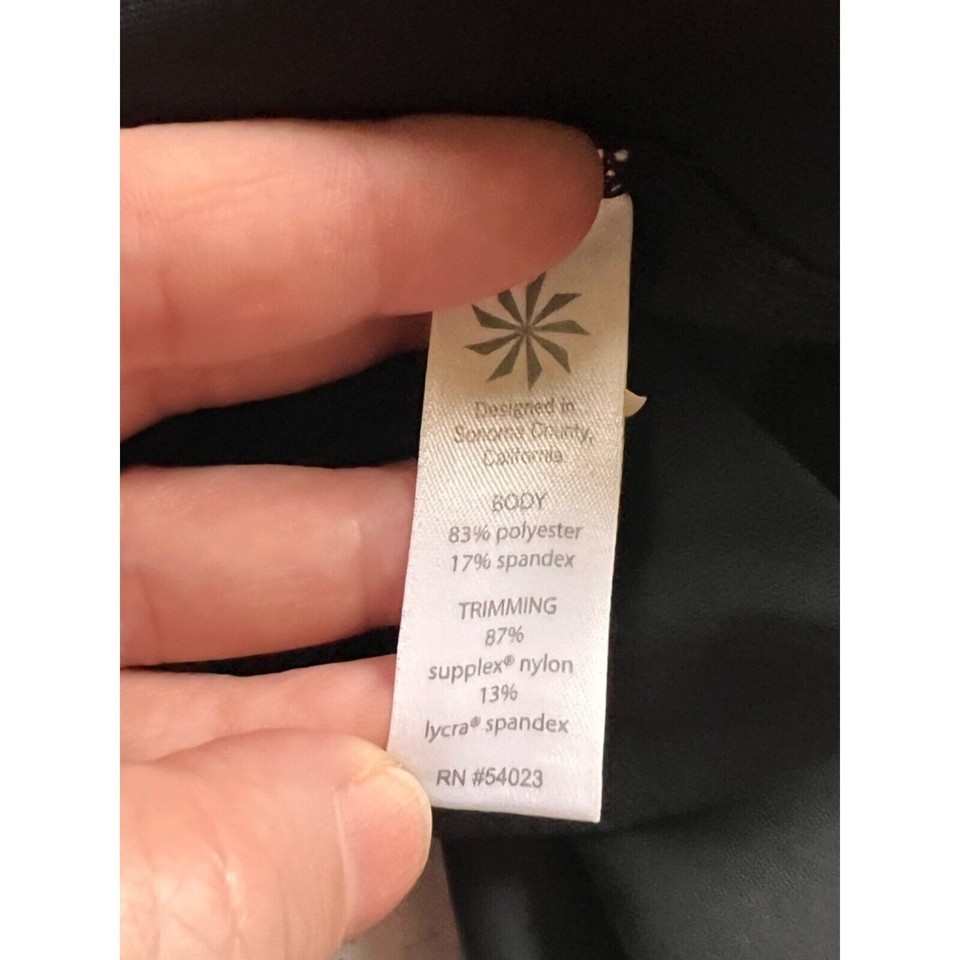 Designed in
Sonoma County,
California
BODY
83% polyester
17% spandex
TRIMMING
87%
supplex® nylon
13%
lycra® spandex
RN #54023